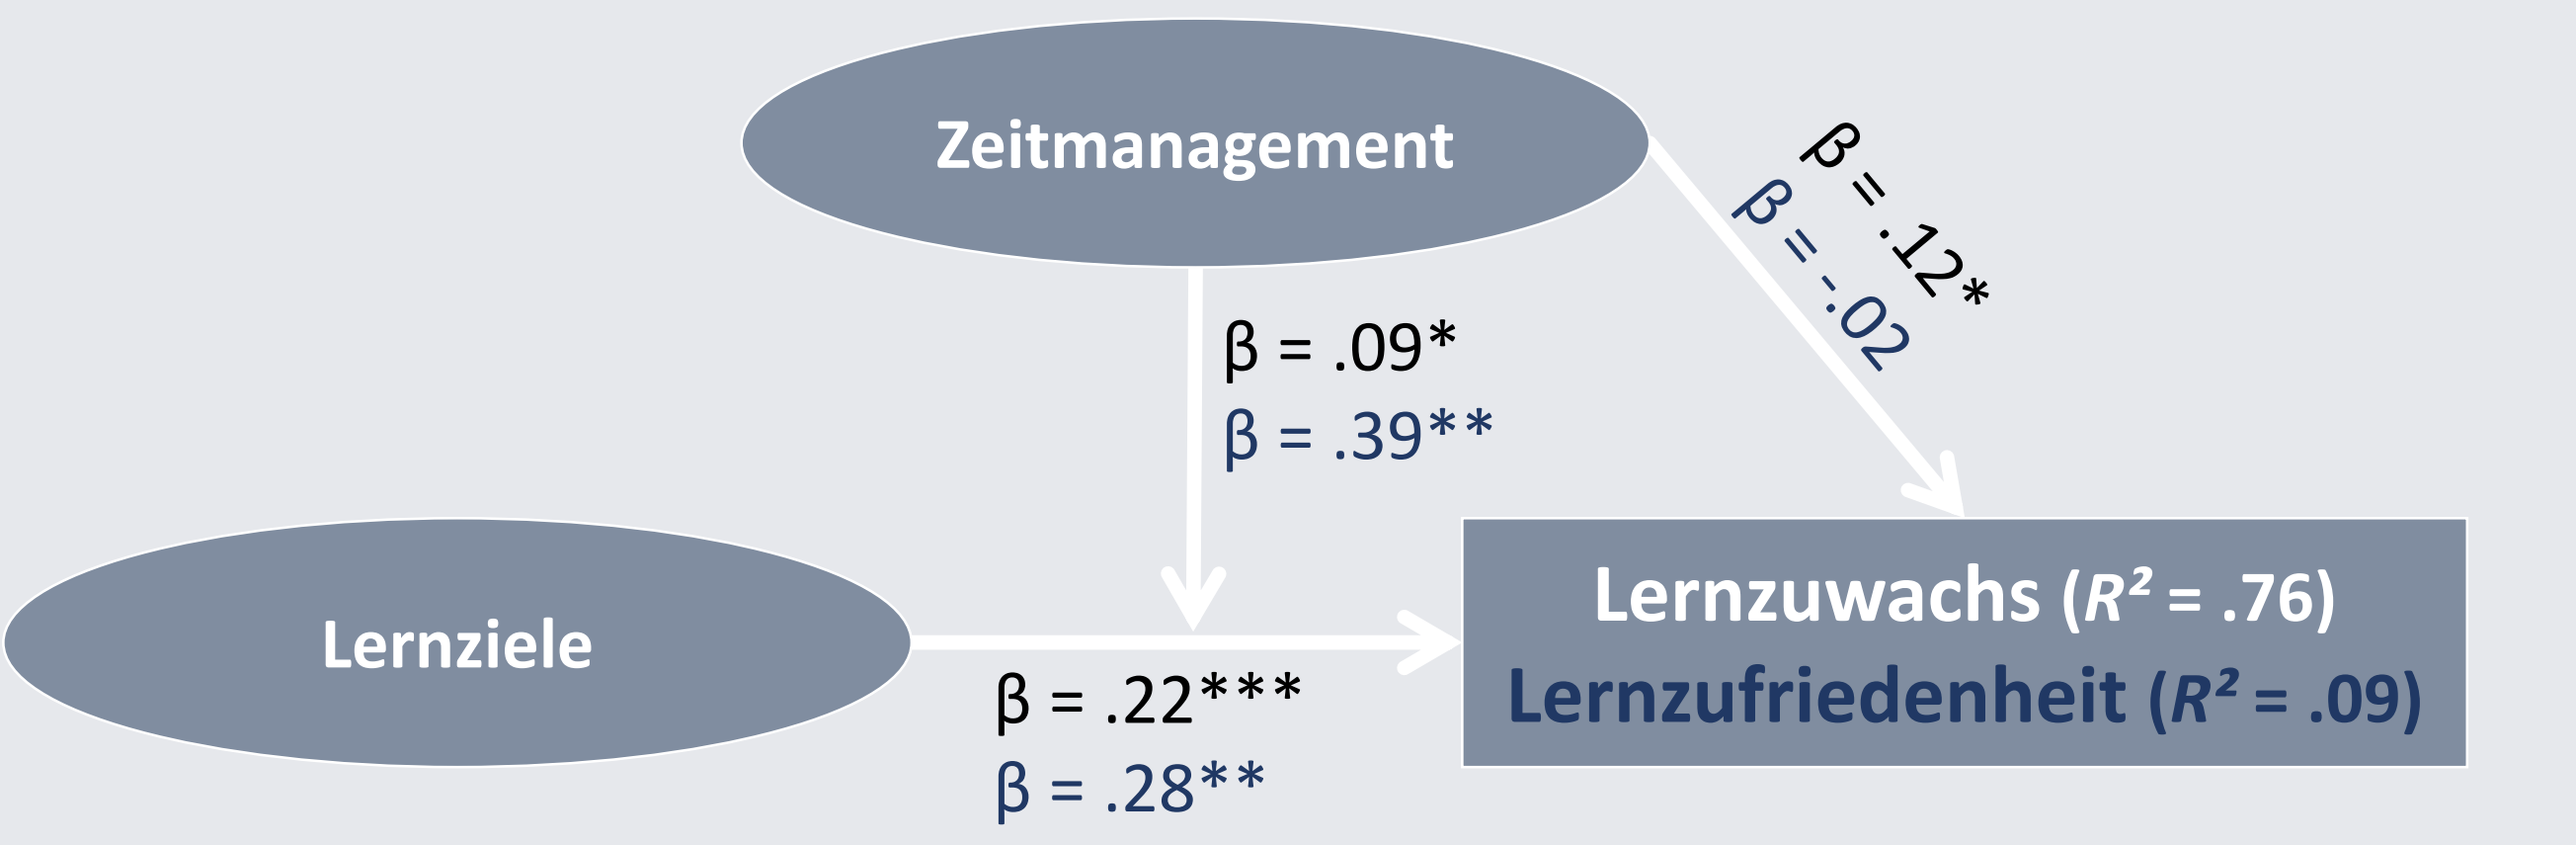 Zeitmanagement
β = .12*
β = -.02
β = .09*
β = .39**
Lernziele
β = .22***
β = .28**
Lernzuwachs (R² = .76)
Lernzufriedenheit (R² = .09)